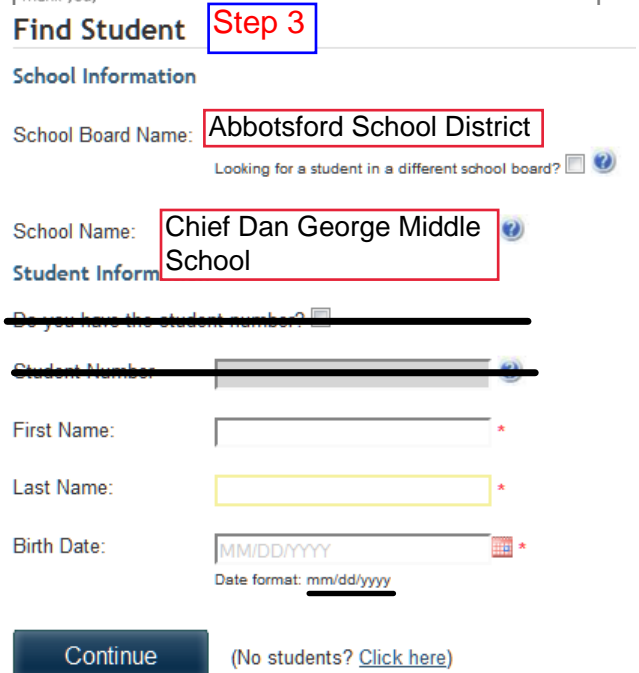 Find Student Step 3
School Information
School Board Name: Abbotsford School District
Looking for a student in a different school board?
School Name: Chief Dan George Middle
School
Student Inform
Do you have the student number?
Student Number
First Name: *
Last Name: *
Birth Date: MM/DD/YYYY *
Date format: mm/dd/yyyy
Continue (No students? Click here)